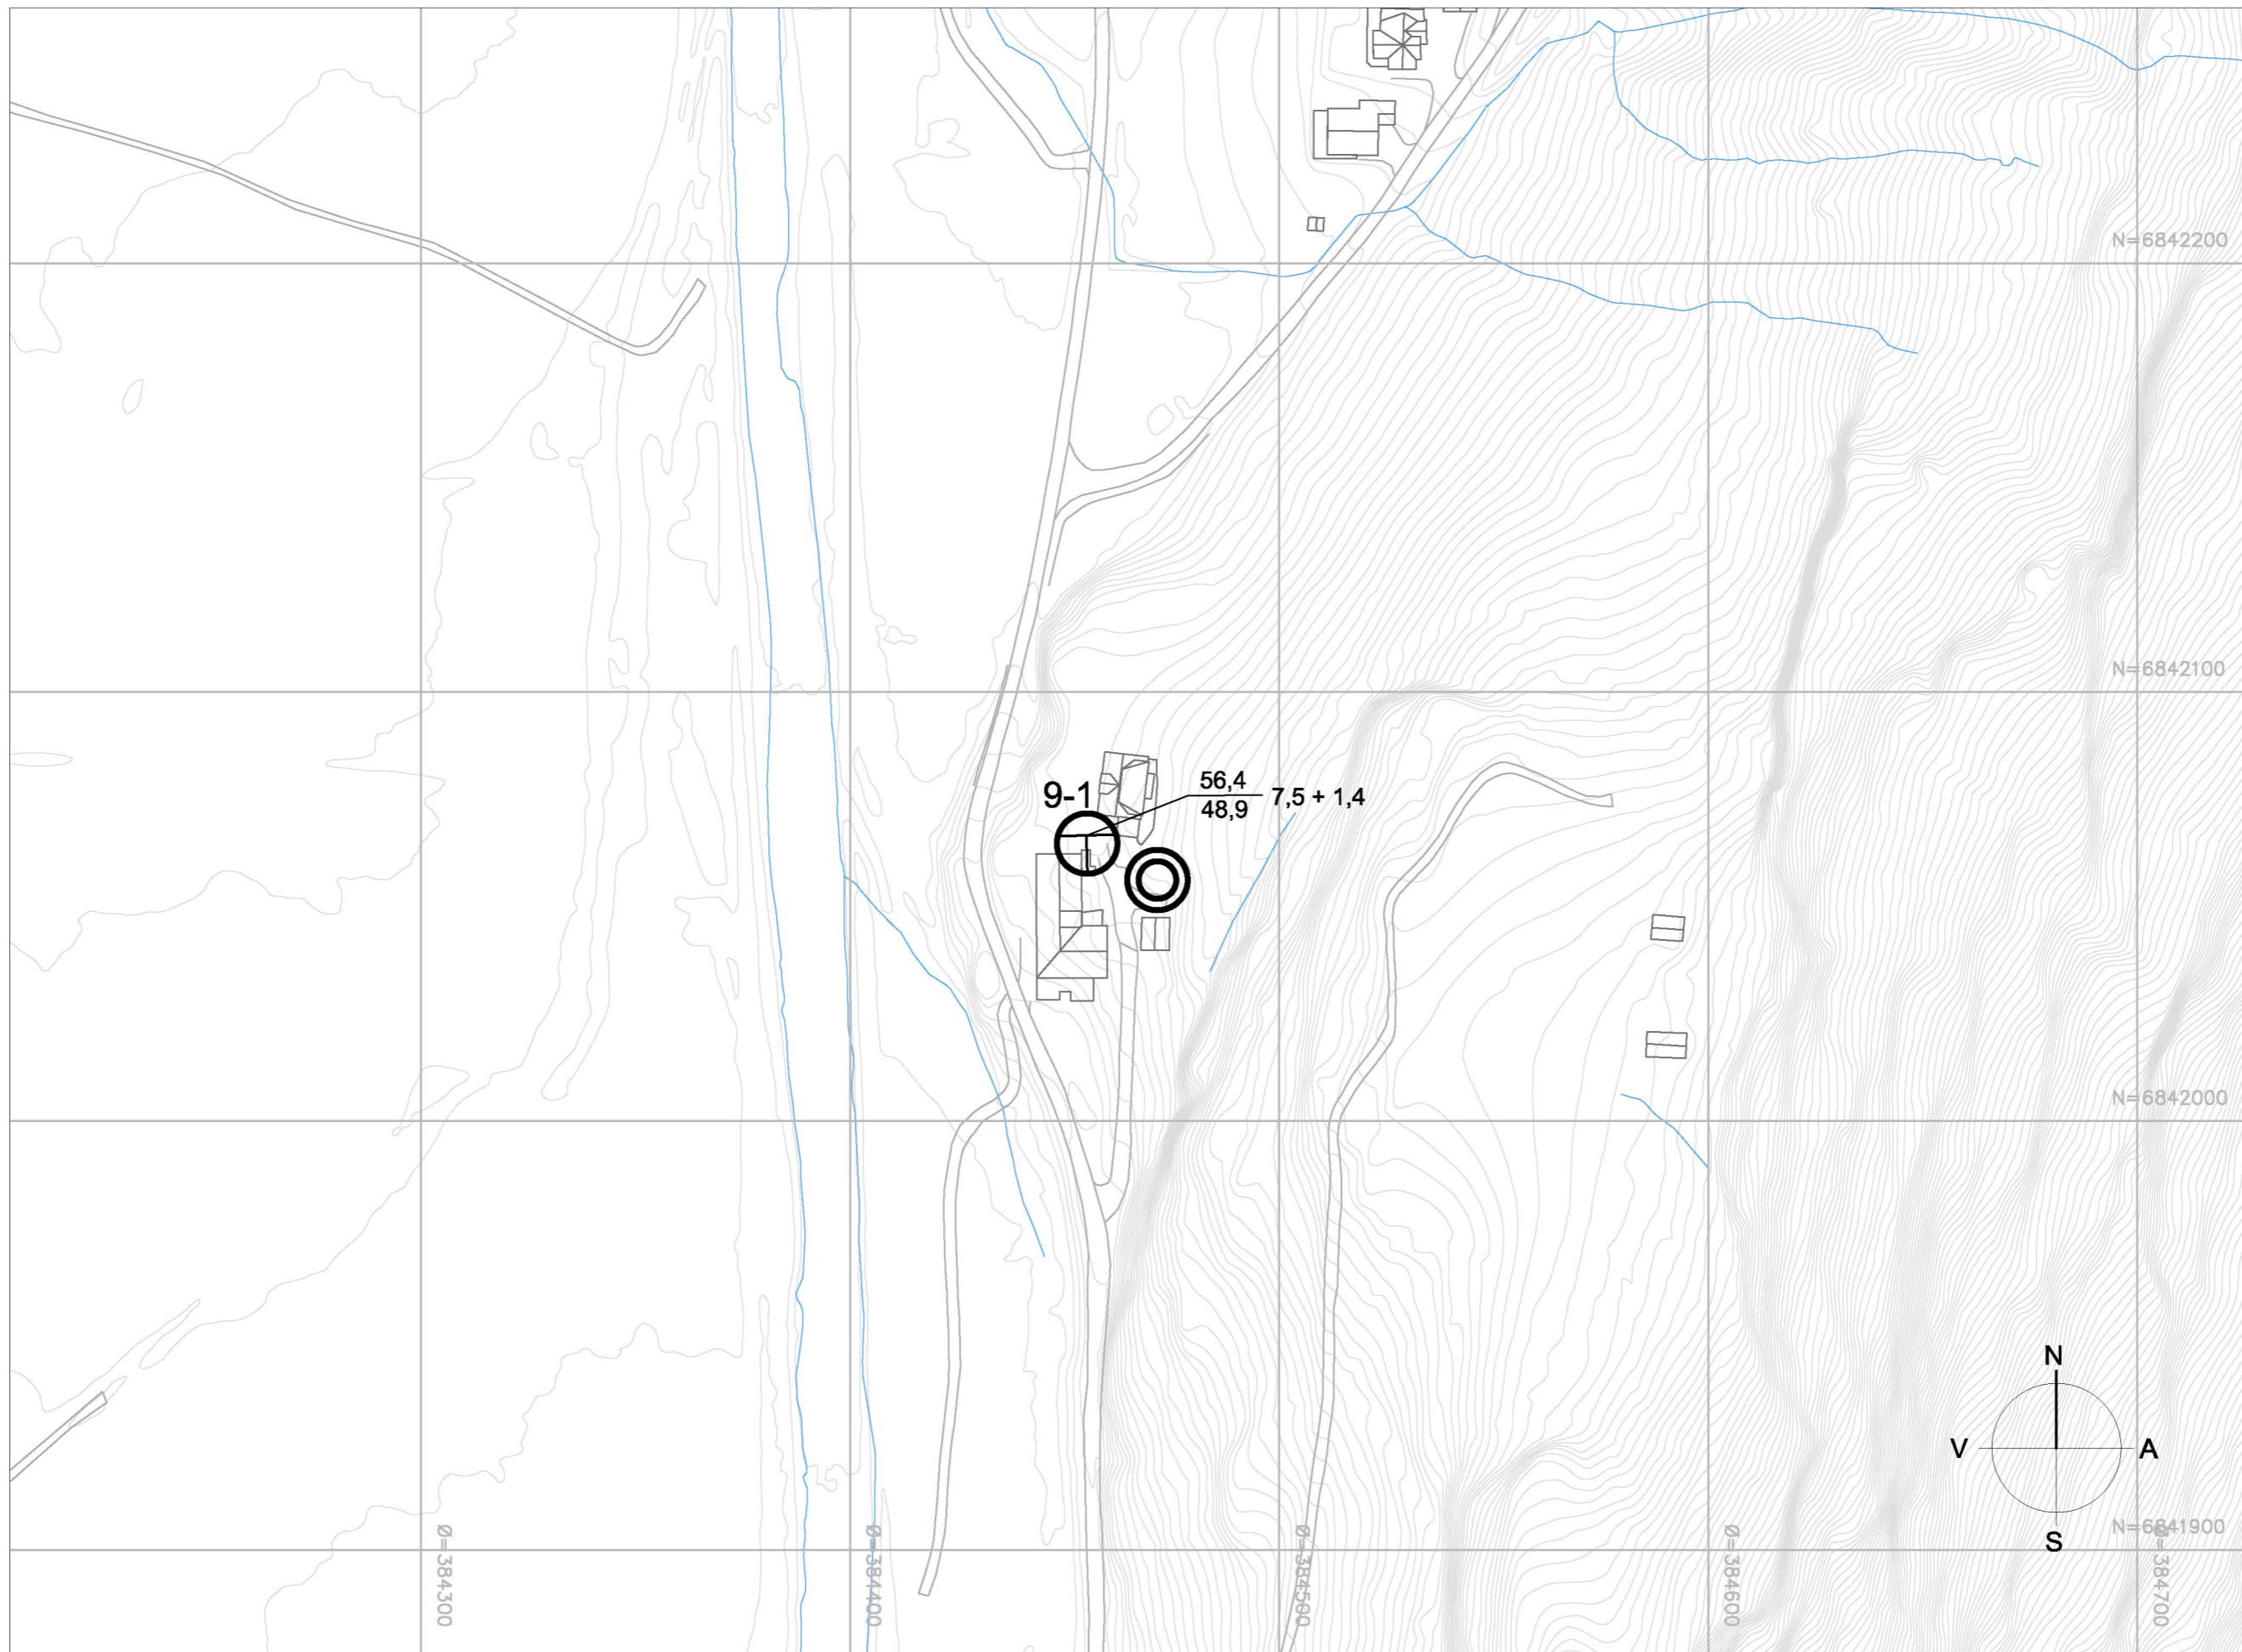 N=6842200
N=6842100
9-1
56,4
48,9
7,5 + 1,4
N=6842000
N
V
A
S
N=6841900
Ø=384300
Ø=384400
Ø=384500
Ø=384600
Ø=384700